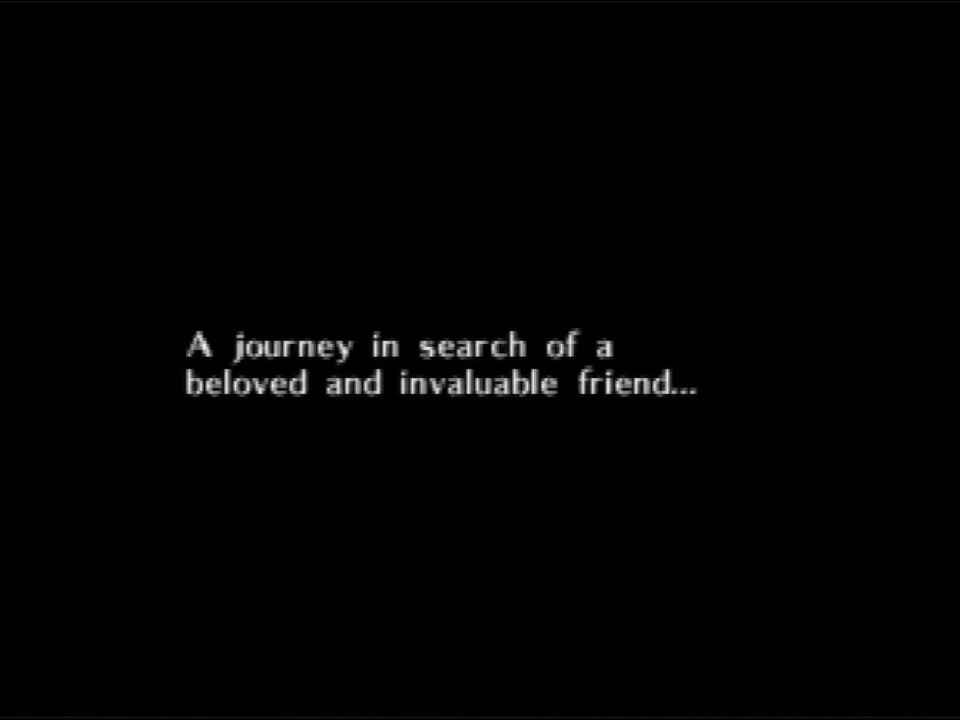 A journey in search of a
beloved and invaluable friend...